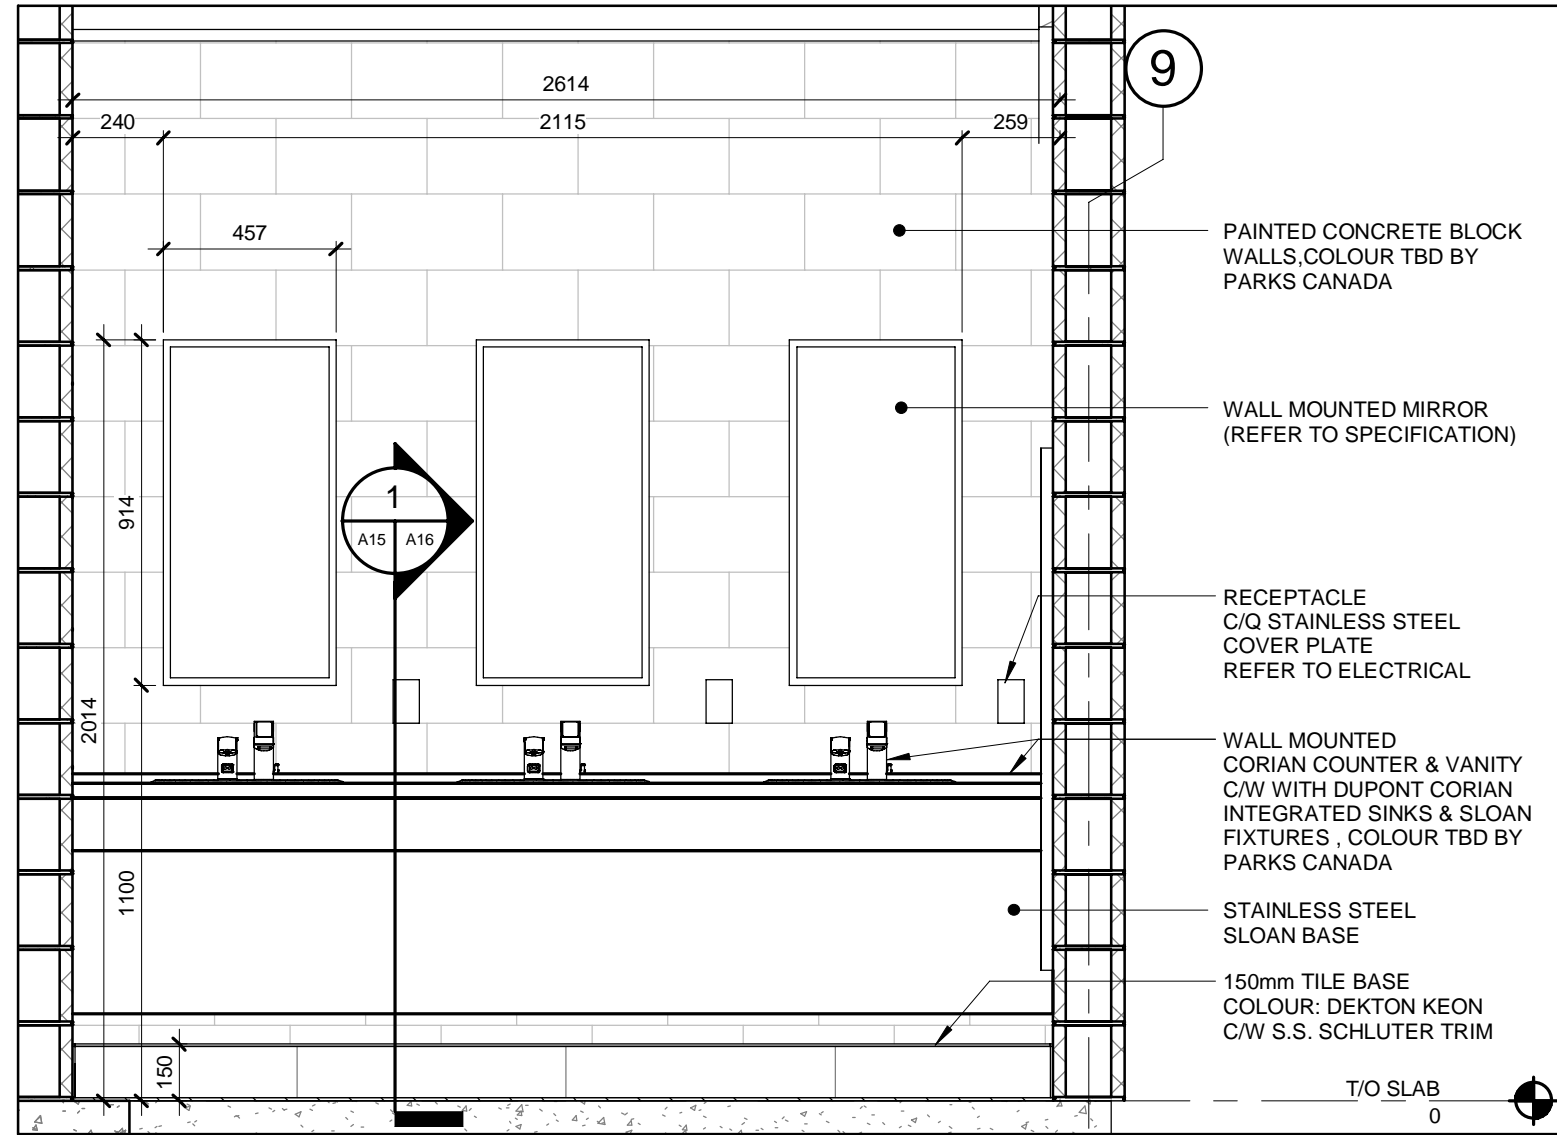 2614
9
240
2115
259
457
PAINTED CONCRETE BLOCK
WALLS,COLOUR TBD BY
PARKS CANADA
WALL MOUNTED MIRROR
(REFER TO SPECIFICATION)
914
1
A15
A16
RECEPTACLE
C/Q STAINLESS STEEL
COVER PLATE
REFER TO ELECTRICAL
2014
WALL MOUNTED
CORIAN COUNTER & VANITY
C/W WITH DUPONT CORIAN
INTEGRATED SINKS & SLOAN
FIXTURES , COLOUR TBD BY
PARKS CANADA
1100
STAINLESS STEEL
SLOAN BASE
150mm TILE BASE
COLOUR: DEKTON KEON
C/W S.S. SCHLUTER TRIM
150
T/O SLAB
0